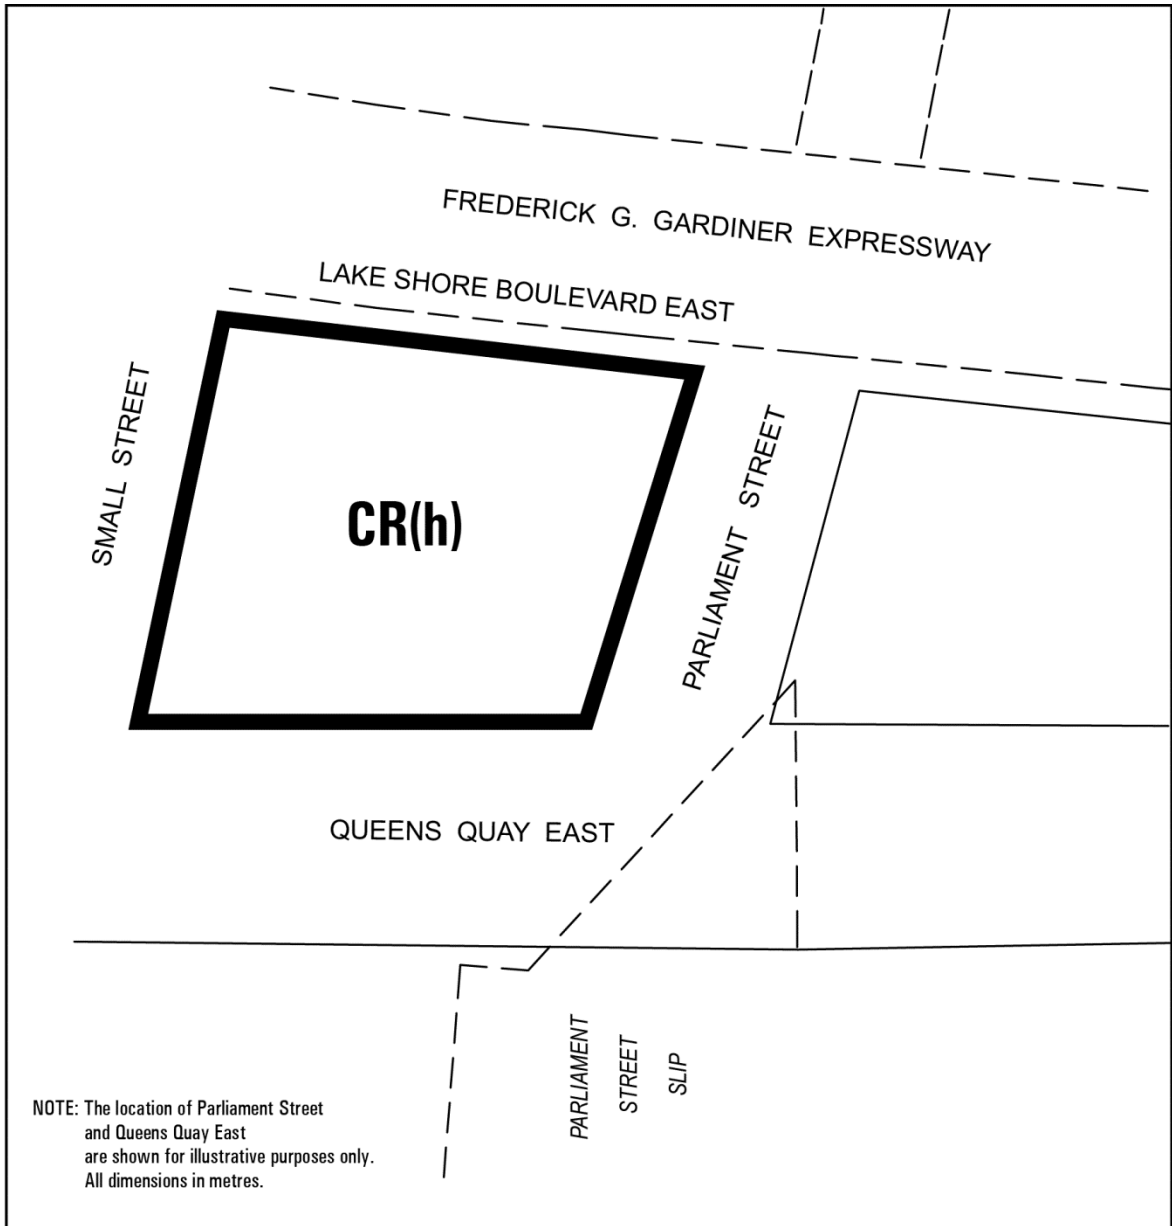 FREDERICK G. GARDINER EXPRESSWAY
LAKE SHORE BOULEVARD EAST
SMALL STREET
CR(h)
PARLIAMENT STREET
QUEENS QUAY EAST
PARLIAMENT
STREET
SLIP
NOTE: The location of Parliament Street
and Queens Quay East
are shown for illustrative purposes only.
All dimensions in metres.